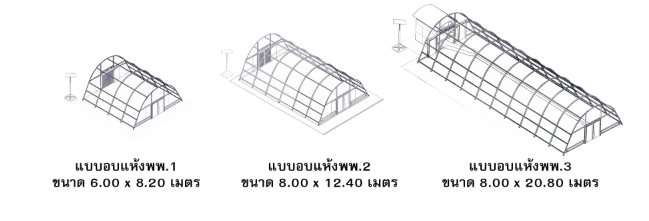 แบบอบแห้งพพ.1
ขนาด 6.00 x 8.20 เมตร
แบบอบแห้งพพ.2
ขนาด 8.00 x 12.40 เมตร
แบบอบแห้งพพ.3
ขนาด 8.00 x 20.80 เมตร